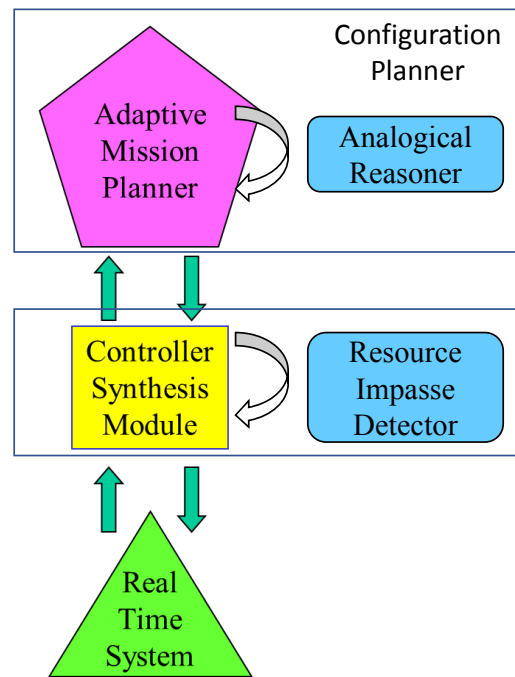 Configuration
Planner
Adaptive
Mission
Planner
Analogical
Reasoner
Controller
Synthesis
Module
Resource
Impasse
Detector
Real
Time
System